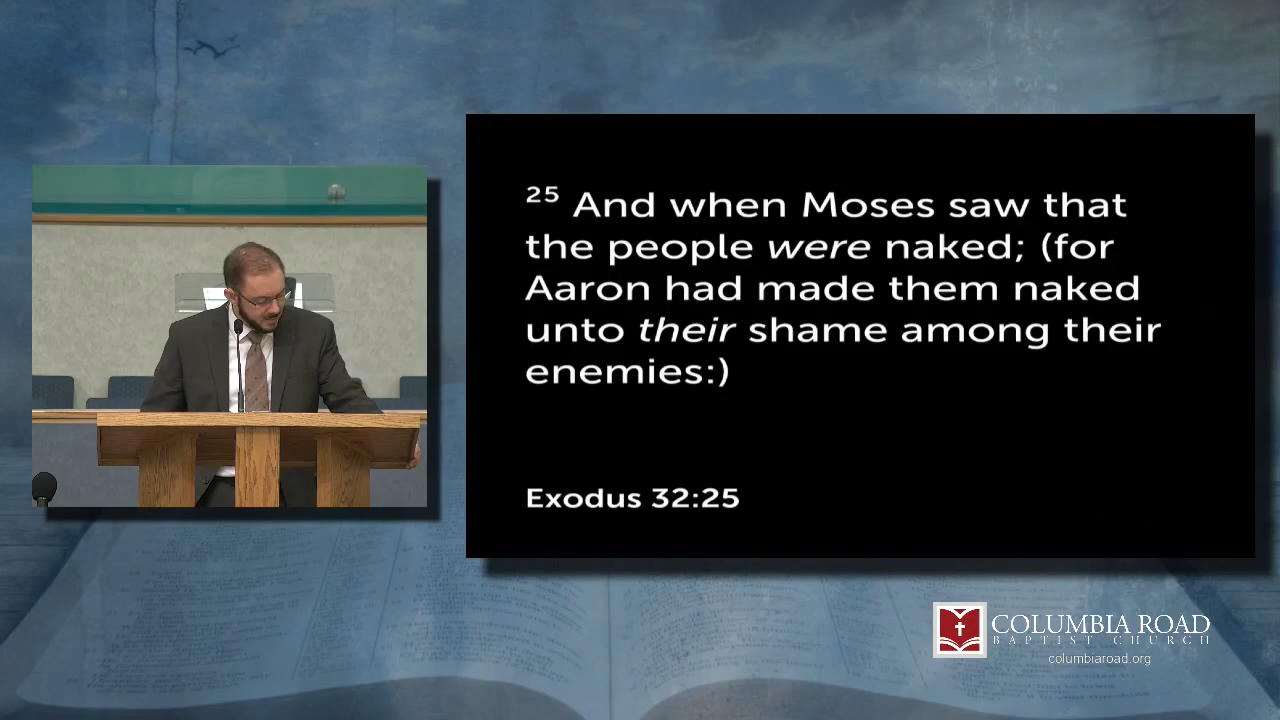 25 And when Moses saw that
the people were naked; (for
Aaron had made them naked
unto their shame among their
enemies:)
Exodus 32:25
COLUMBIA ROAD
BAPTIST CHURCH
columbiaroad.org